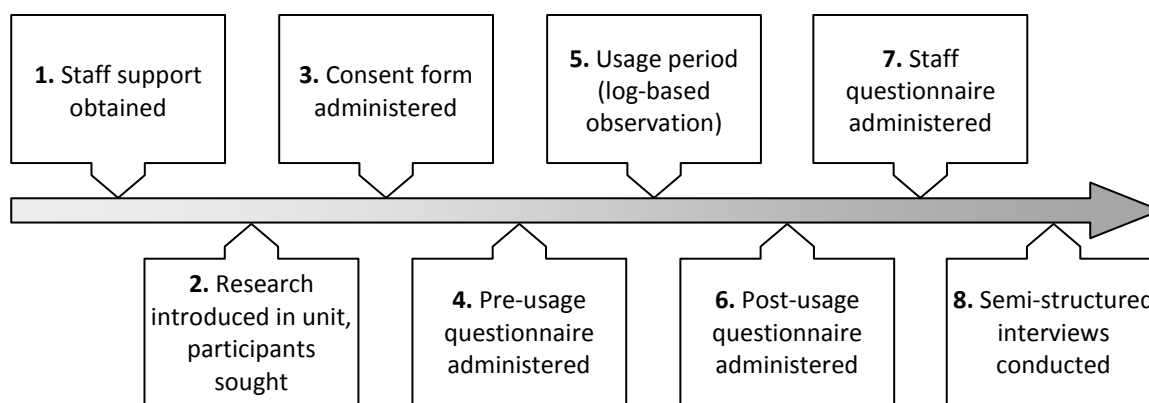 1. Staff support
obtained
2. Research
introduced in unit,
participants
sought
3. Consent form
administered
4. Pre-usage
questionnaire
administered
5. Usage period
(log-based
observation)
6. Post-usage
questionnaire
administered
7. Staff
questionnaire
administered
8. Semi-structured
interviews
conducted